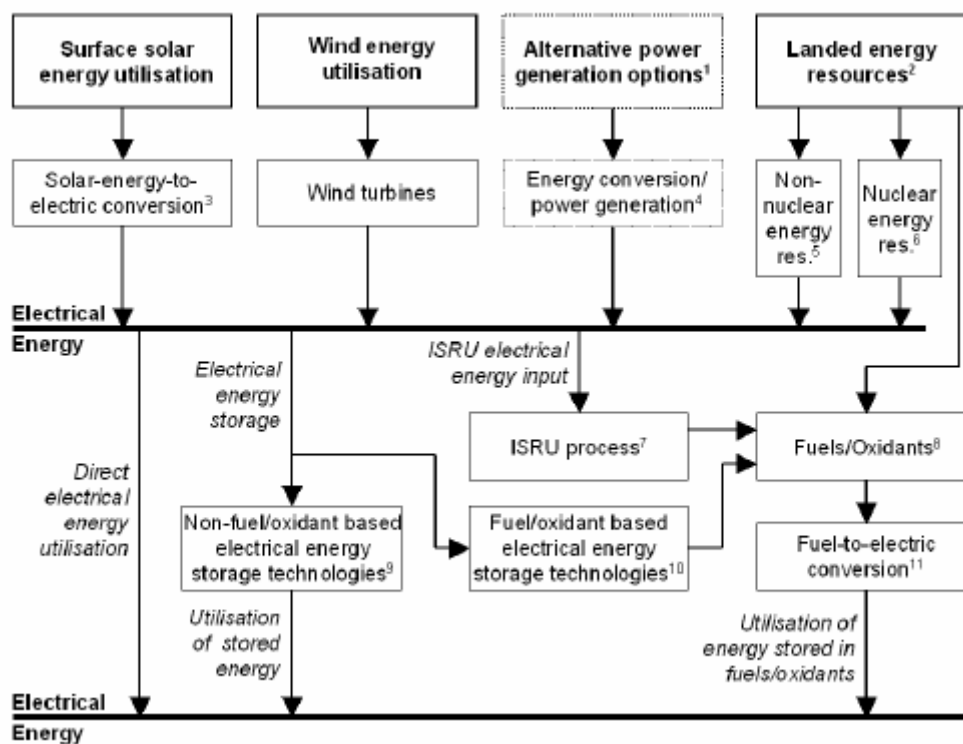 Surface solar
energy utilisation
Wind energy
utilisation
Alternative power
generation options¹
Landed energy
resources²
Solar-energy-to-
electric conversion³
Wind turbines
Energy conversion/
power generation⁴
Non-
nuclear
energy
res.⁵
Nuclear
energy
res.⁶
Electrical
Energy
Electrical
energy
storage
ISRU electrical
energy input
ISRU process⁷
Fuels/Oxidants⁸
Direct
electrical
energy
utilisation
Non-fuel/oxidant based
electrical energy
storage technologies⁹
Fuel/oxidant based
electrical energy
storage technologies¹⁰
Fuel-to-electric
conversion¹¹
Utilisation
of stored
energy
Utilisation of
energy stored in
fuels/oxidants
Electrical
Energy